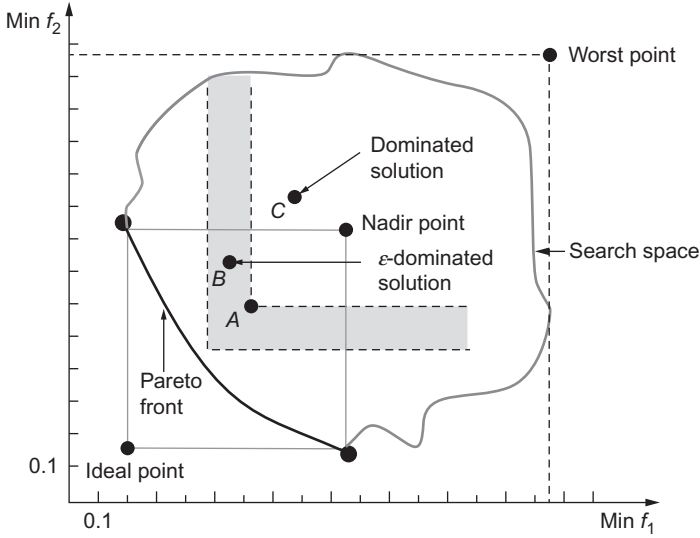 Min f₂
Worst point
Dominated
solution
C
Nadir point
Search space
ε-dominated
solution
B
A
Pareto
front
Ideal point
0.1
0.1
Min f₁